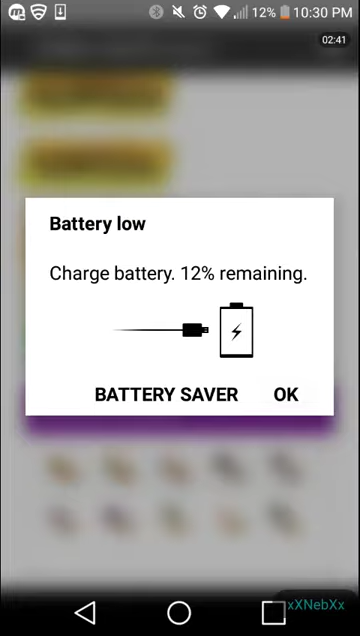 12% 10:30 PM
02:41
Battery low
Charge battery. 12% remaining.
BATTERY SAVER OK
xXNebXx